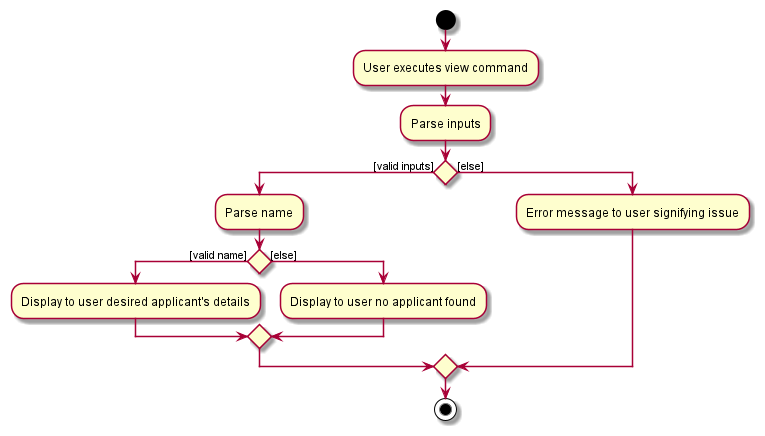 User executes view command
Parse inputs
[valid inputs]
[else]
Parse name
Error message to user signifying issue
[valid name]
[else]
Display to user desired applicant's details
Display to user no applicant found